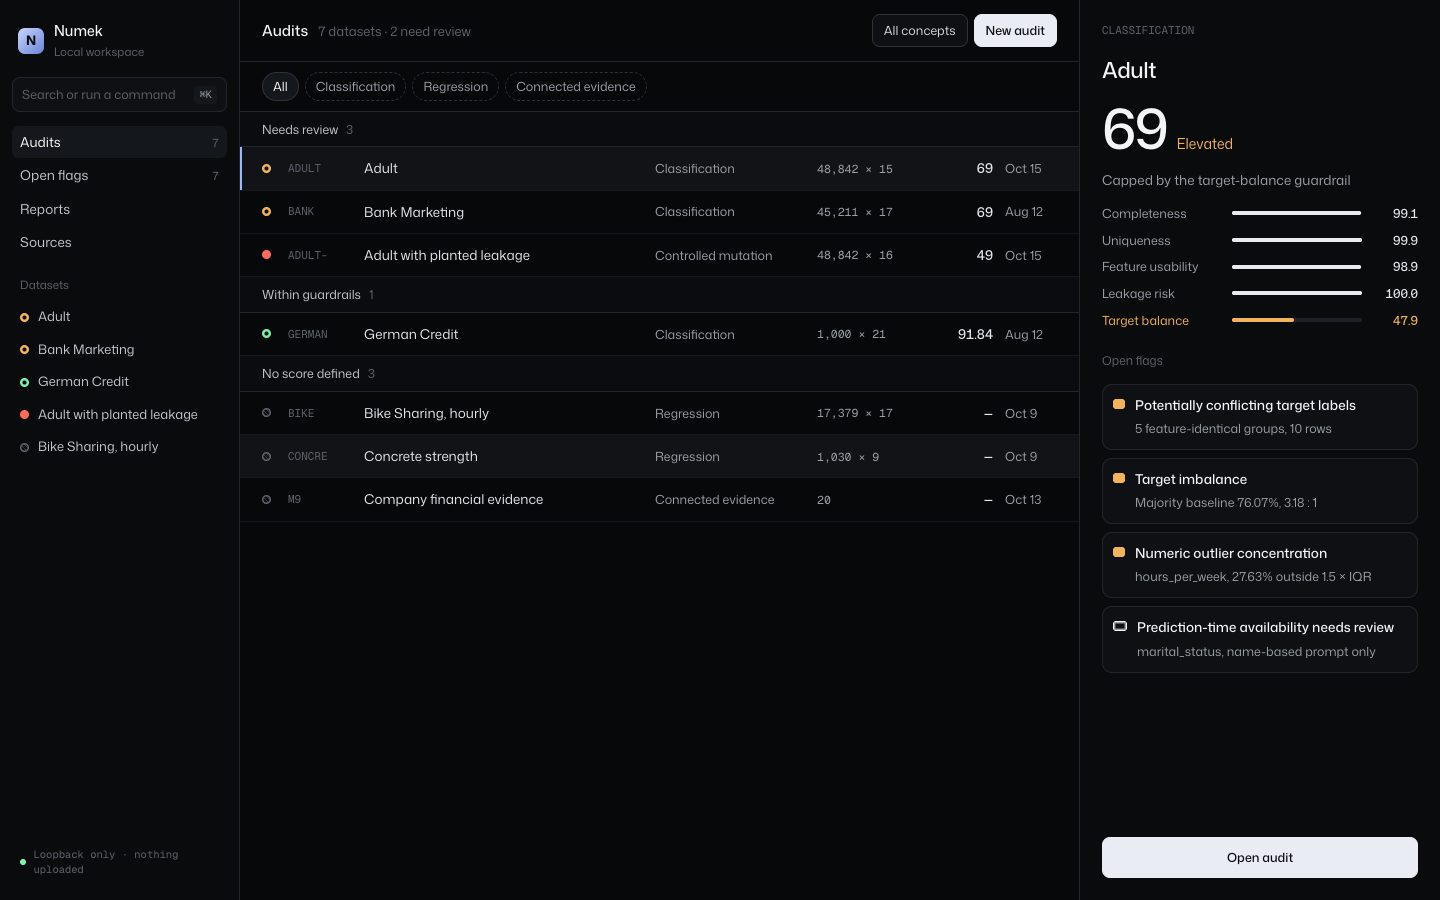 N
Numek
Local workspace
Search or run a command ⌘K
Audits 7
Open flags 7
Reports
Sources
Datasets
Adult
Bank Marketing
German Credit
Adult with planted leakage
Bike Sharing, hourly
Loopback only · nothing
uploaded
Audits 7 datasets · 2 need review
All concepts
New audit
All
Classification
Regression
Connected evidence
Needs review 3
ADULT Adult Classification 48,842 × 15 69 Oct 15
BANK Bank Marketing Classification 45,211 × 17 69 Aug 12
ADULT- Adult with planted leakage Controlled mutation 48,842 × 16 49 Oct 15
Within guardrails 1
GERMAN German Credit Classification 1,000 × 21 91.84 Aug 12
No score defined 3
BIKE Bike Sharing, hourly Regression 17,379 × 17 – Oct 9
CONCRE Concrete strength Regression 1,030 × 9 – Oct 9
M9 Company financial evidence Connected evidence 20 – Oct 13
CLASSIFICATION
Adult
69 Elevated
Capped by the target-balance guardrail
Completeness 99.1
Uniqueness 99.9
Feature usability 98.9
Leakage risk 100.0
Target balance 47.9
Open flags
Potentially conflicting target labels
5 feature-identical groups, 10 rows
Target imbalance
Majority baseline 76.07%, 3.18 : 1
Numeric outlier concentration
hours_per_week, 27.63% outside 1.5 × IQR
Prediction-time availability needs review
marital_status, name-based prompt only
Open audit